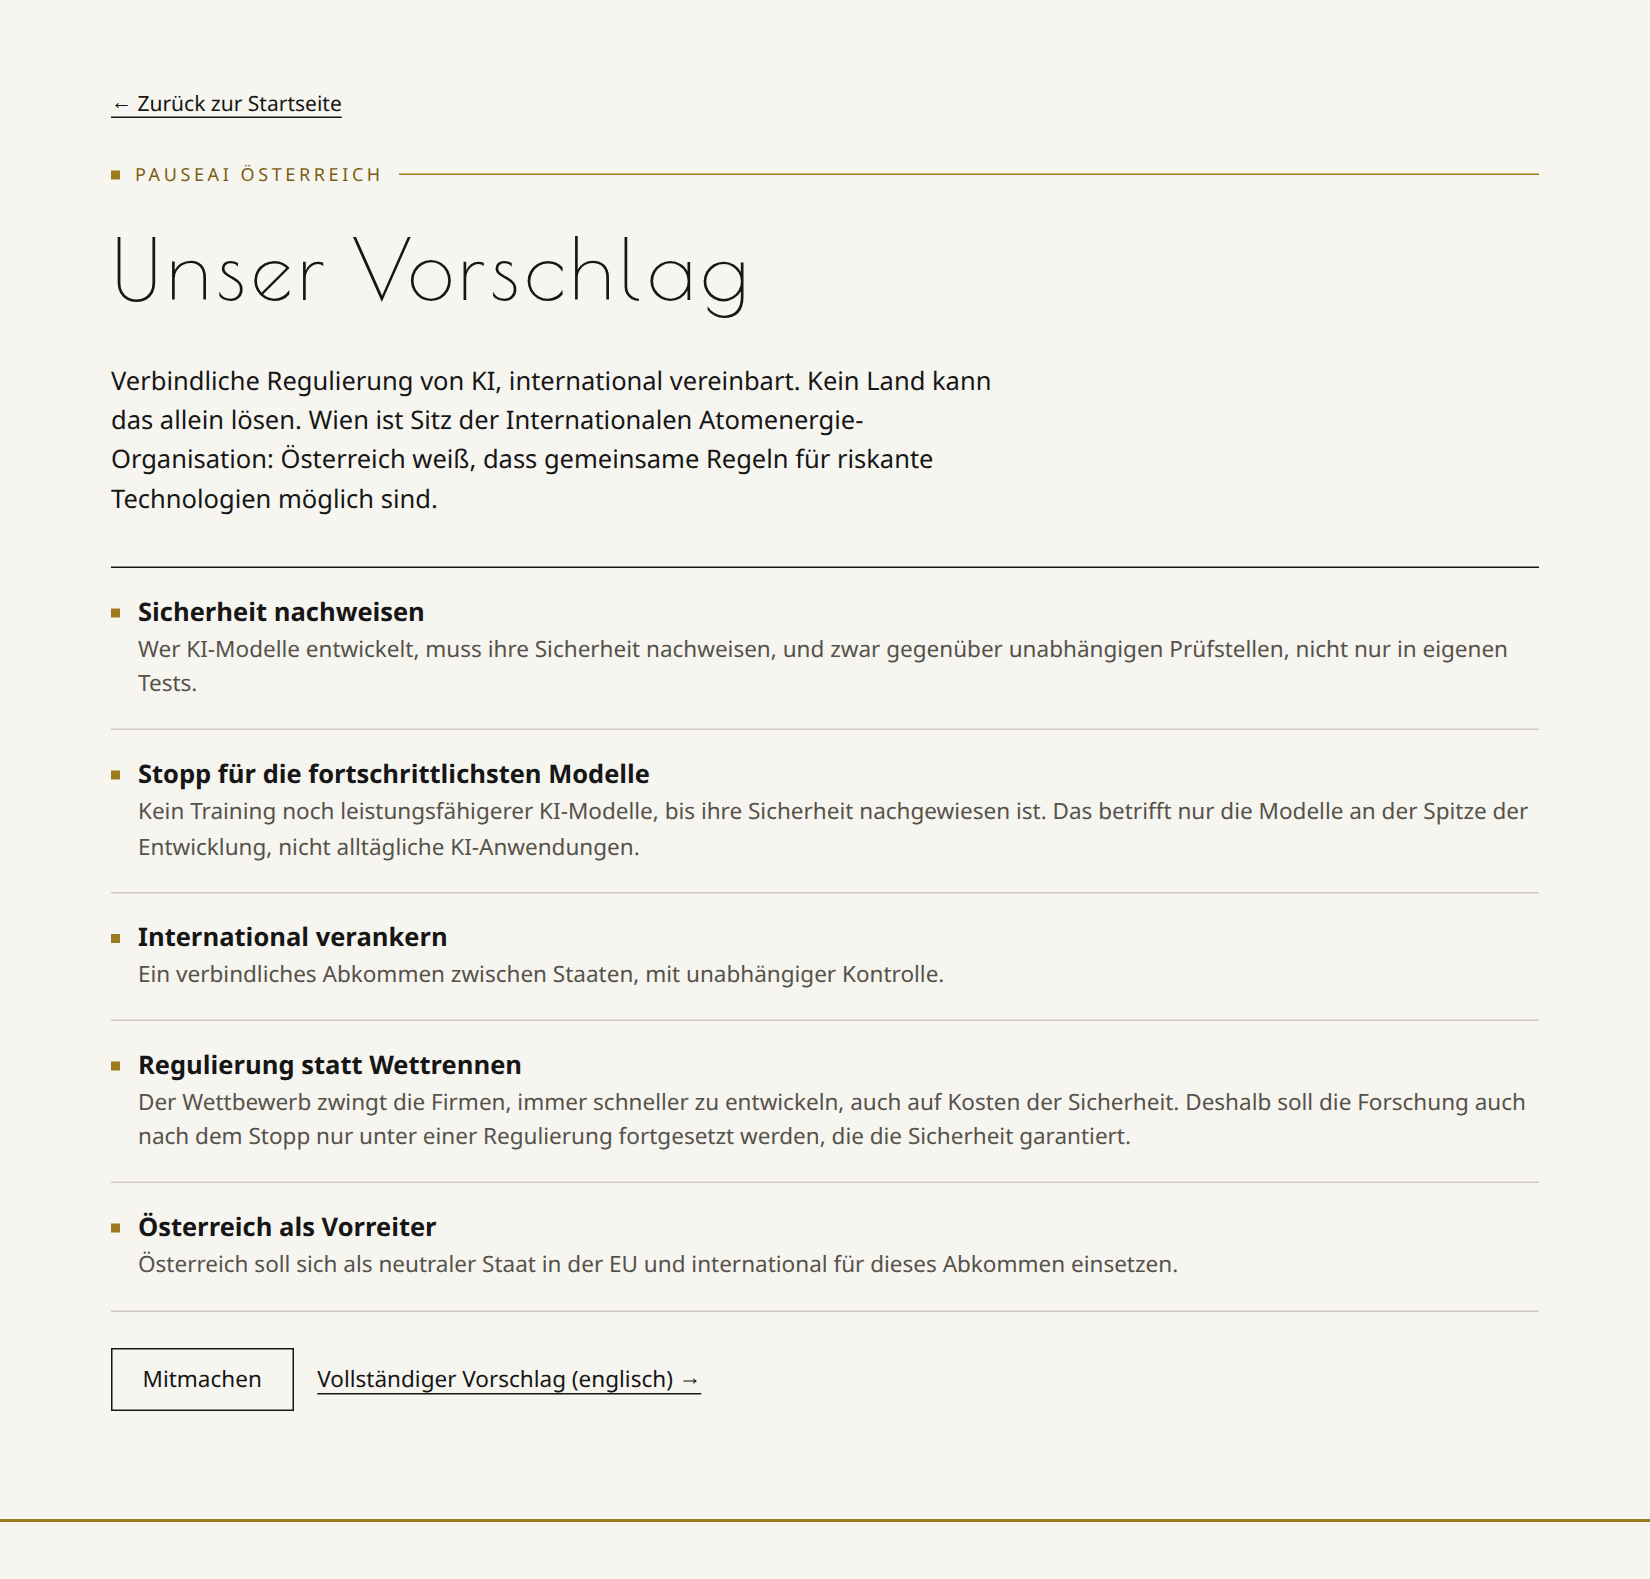 ← Zurück zur Startseite
PAUSEAI ÖSTERREICH
Unser Vorschlag
Verbindliche Regulierung von KI, international vereinbart. Kein Land kann
das allein lösen. Wien ist Sitz der Internationalen Atomenergie-
Organisation: Österreich weiß, dass gemeinsame Regeln für riskante
Technologien möglich sind.
Sicherheit nachweisen
Wer KI-Modelle entwickelt, muss ihre Sicherheit nachweisen, und zwar gegenüber unabhängigen Prüfstellen, nicht nur in eigenen
Tests.
Stopp für die fortschrittlichsten Modelle
Kein Training noch leistungsfähigerer KI-Modelle, bis ihre Sicherheit nachgewiesen ist. Das betrifft nur die Modelle an der Spitze der
Entwicklung, nicht alltägliche KI-Anwendungen.
International verankern
Ein verbindliches Abkommen zwischen Staaten, mit unabhängiger Kontrolle.
Regulierung statt Wettrennen
Der Wettbewerb zwingt die Firmen, immer schneller zu entwickeln, auch auf Kosten der Sicherheit. Deshalb soll die Forschung auch
nach dem Stopp nur unter einer Regulierung fortgesetzt werden, die die Sicherheit garantiert.
Österreich als Vorreiter
Österreich soll sich als neutraler Staat in der EU und international für dieses Abkommen einsetzen.
Mitmachen
Vollständiger Vorschlag (englisch) →